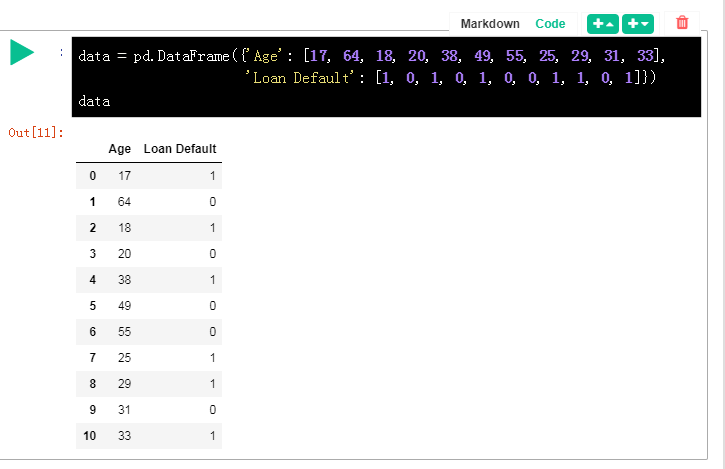 Markdown Code
: data = pd.DataFrame({'Age': [17, 64, 18, 20, 38, 49, 55, 25, 29, 31, 33],
'Loan Default': [1, 0, 1, 0, 1, 0, 0, 1, 1, 0, 1]})
data
Out[11]:
Age Loan Default
0 17 1
1 64 0
2 18 1
3 20 0
4 38 1
5 49 0
6 55 0
7 25 1
8 29 1
9 31 0
10 33 1